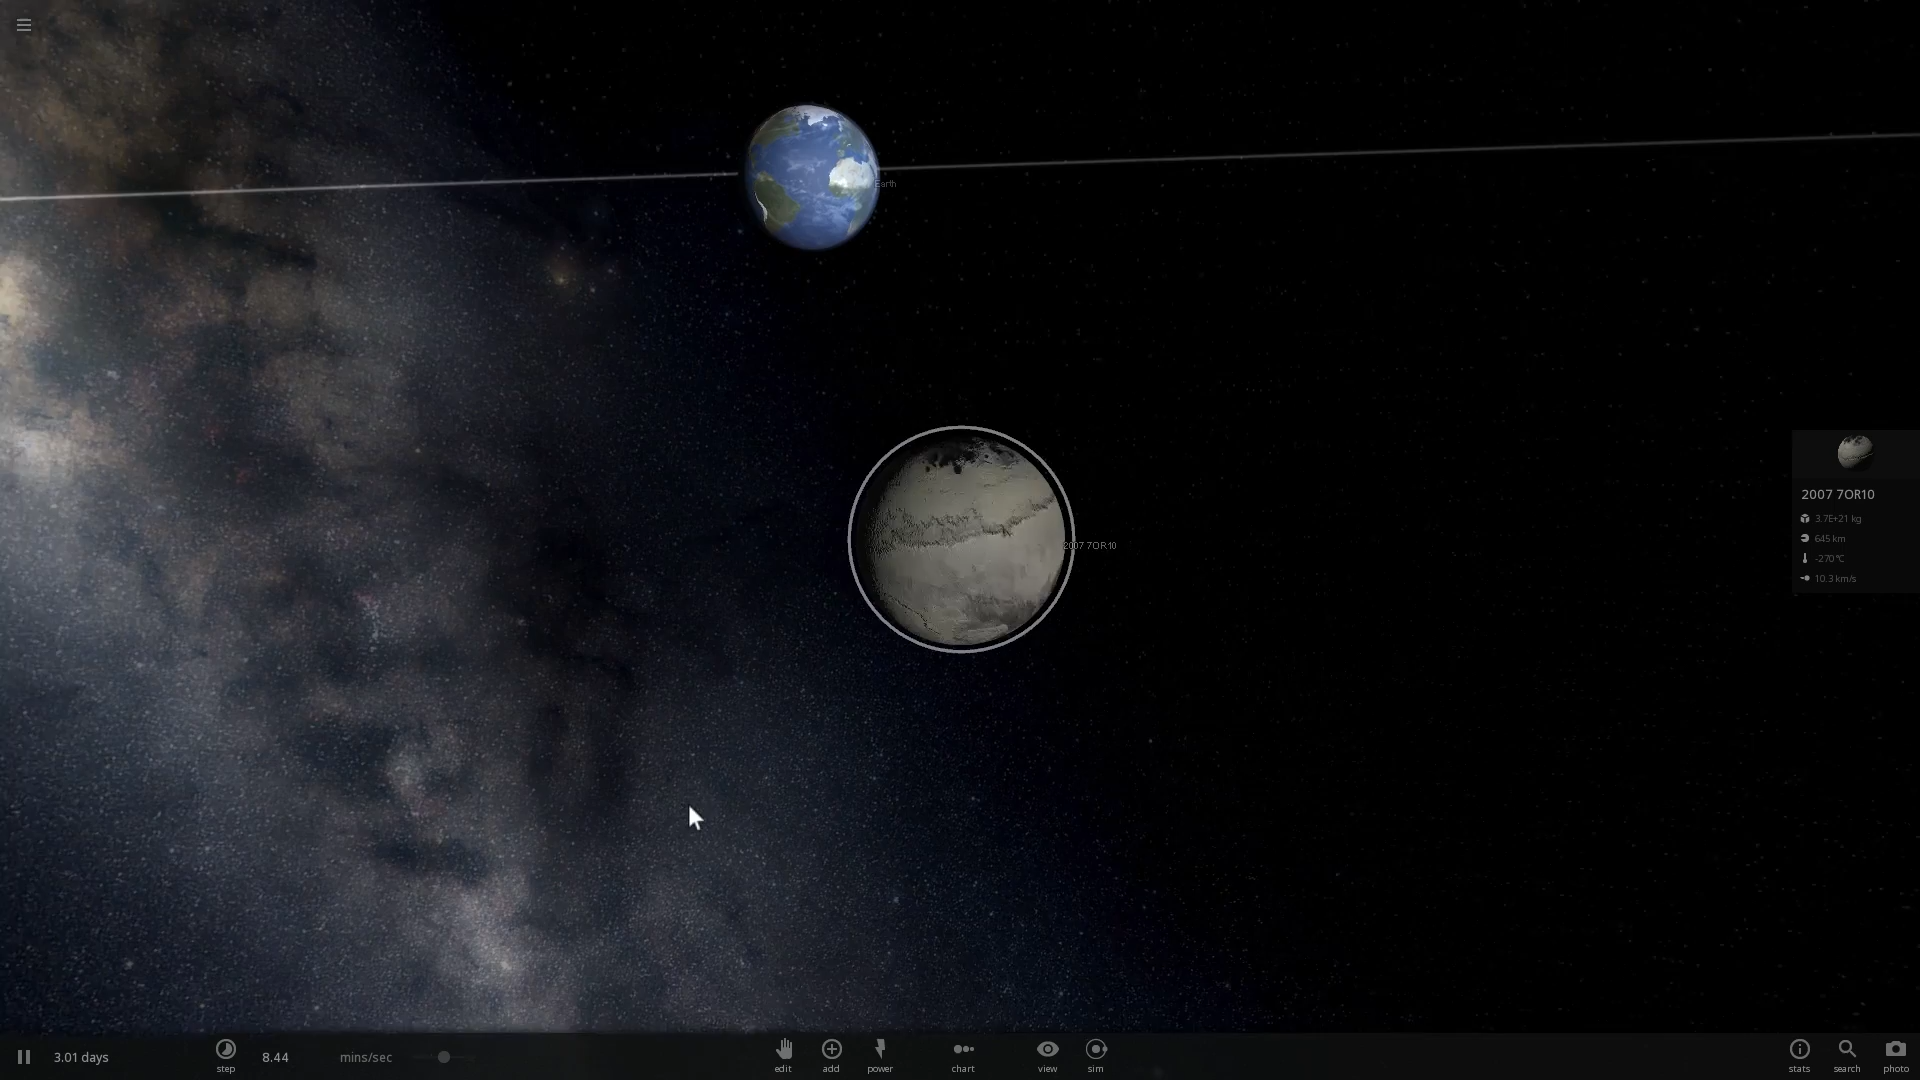 Earth
2007 7OR10
2007 7OR10
3.7E+21 kg
645 km
-270°C
10.3 km/s
3.01 days
step
8.44
mins/sec
edit
add
power
chart
view
sim
stats
search
photo